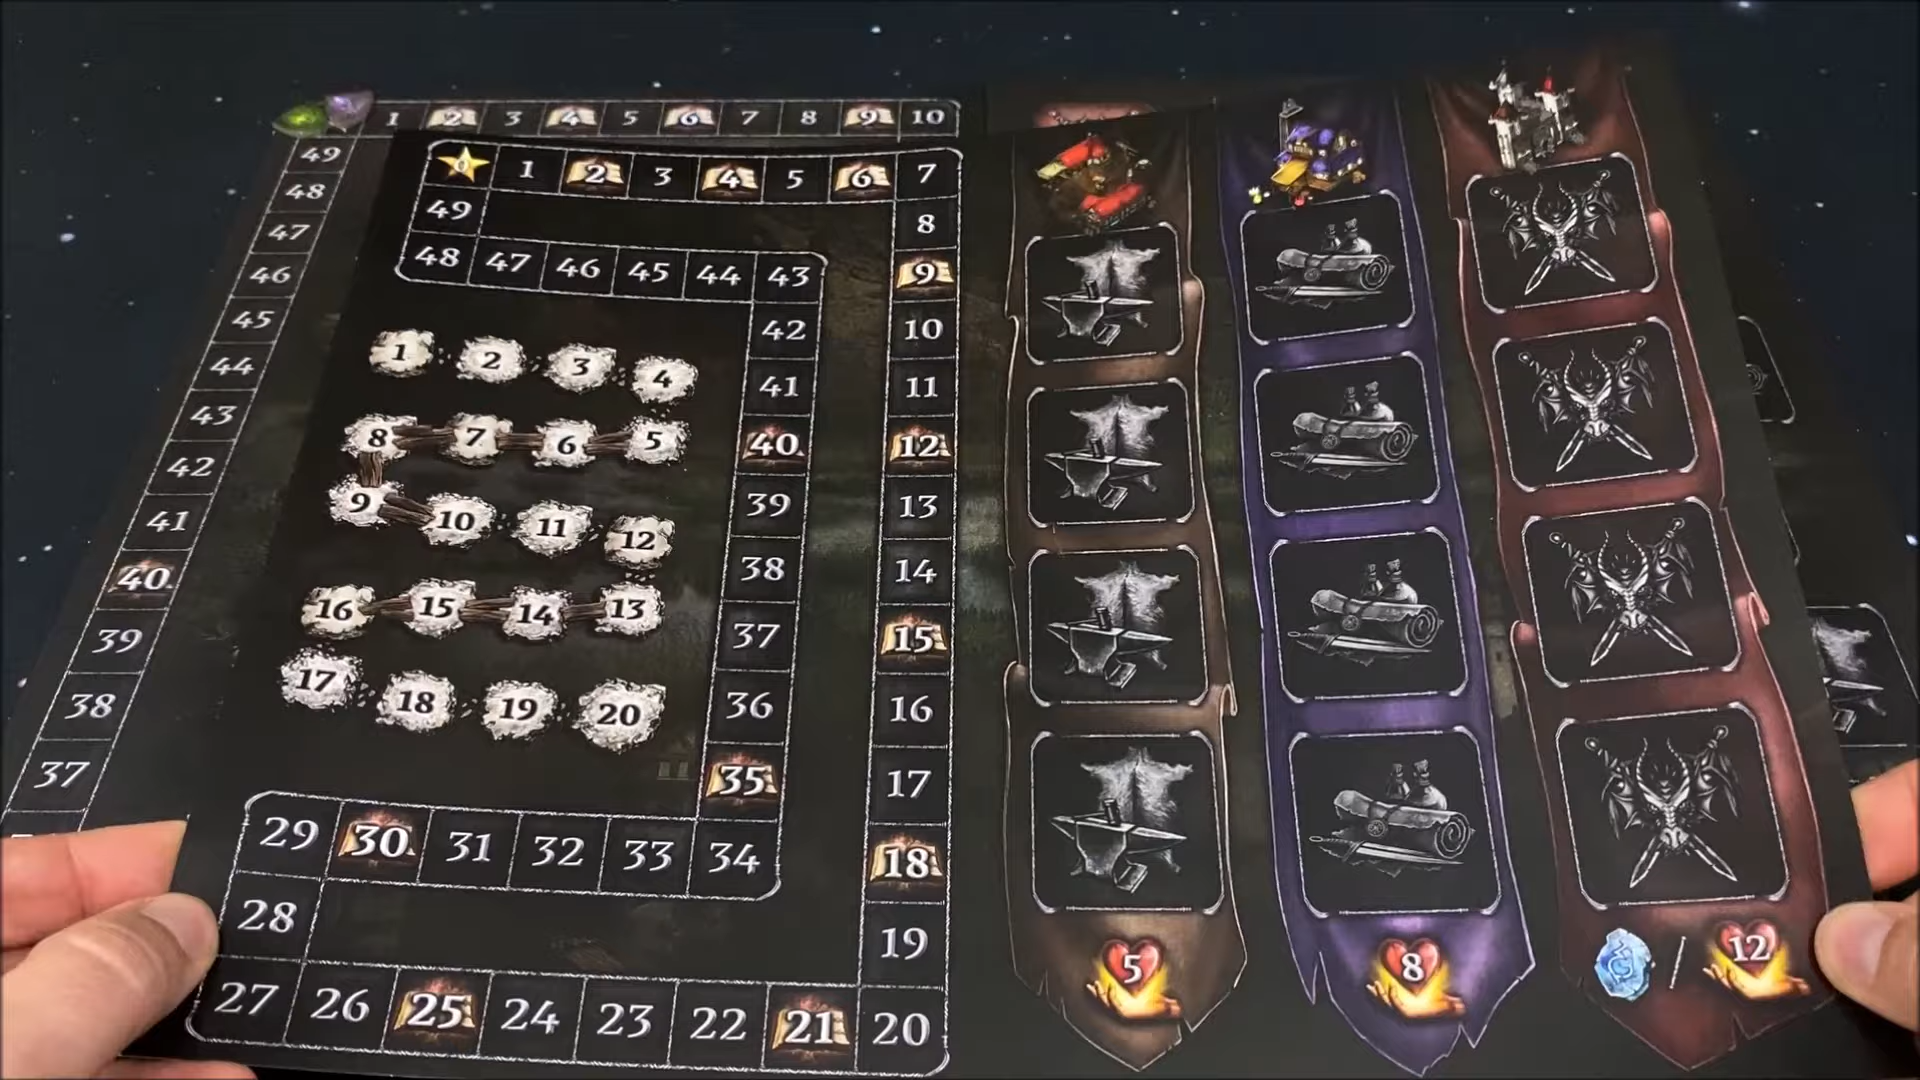 1 2 3 4 5 6 7 8 9 10
49
48
47
46
45
44
43
42
41
40
39
38
37
0 1 2 3 4 5 6 7
49 8
48 47 46 45 44 43 9
42 10
41 11
40 12
39 13
38 14
37 15
36 16
35 17
29 30 31 32 33 34 18
28 19
27 26 25 24 23 22 21 20
1 2 3 4
8 7 6 5
9 10 11 12
16 15 14 13
17 18 19 20
5 8 / 12